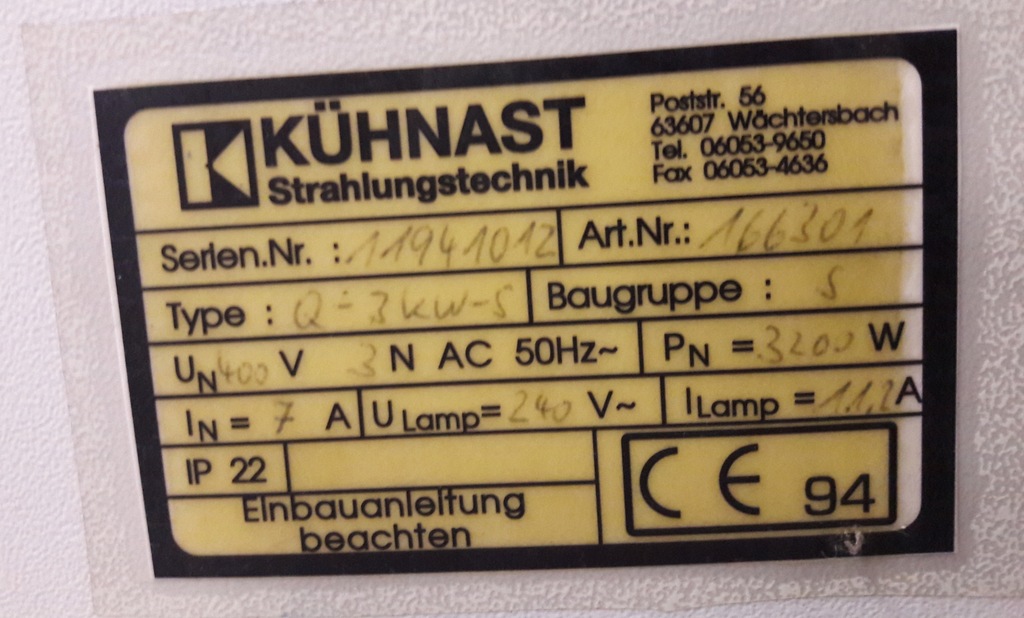 KÜHNAST
Strahlungstechnik
Poststr. 56
63607 Wächtersbach
Tel. 06053-9650
Fax 06053-4636
Serien.Nr. : 11941012 Art.Nr.: 166301
Type : Q-3kW-S Baugruppe : S
UN 400 V 3 N AC 50Hz~ PN = 3200 W
IN = 7 A U Lamp= 240 V~ I Lamp = 11,2 A
IP 22
Einbauanleitung
beachten
CE 94